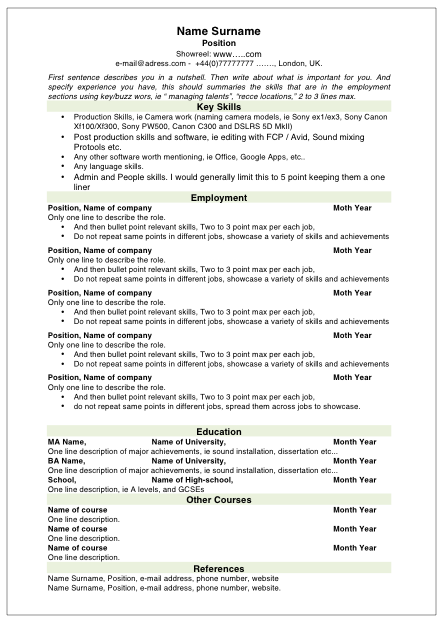 Name Surname
Position
Showreel: www…..com
e-mail@adress.com - +44(0)77777777 ……., London, UK.
First sentence describes you in a nutshell. Then write about what is important for you. And
specify experience you have, this should summaries the skills that are in the employment
sections using key/buzz wors, ie “ managing talents”, “recce locations,” 2 to 3 lines max.
Key Skills
• Production Skills, ie Camera work (naming camera models, ie Sony ex1/ex3, Sony Canon
Xf100/Xf300, Sony PW500, Canon C300 and DSLRS 5D MkII)
• Post production skills and software, ie editing with FCP / Avid, Sound mixing
Protools etc.
• Any other software worth mentioning, ie Office, Google Apps, etc..
• Any language skills.
• Admin and People skills. I would generally limit this to 5 point keeping them a one
liner
Employment
Position, Name of company Moth Year
Only one line to describe the role.
• And then bullet point relevant skills, Two to 3 point max per each job,
• Do not repeat same points in different jobs, showcase a variety of skills and achievements
Position, Name of company Moth Year
Only one line to describe the role.
• And then bullet point relevant skills, Two to 3 point max per each job,
• Do not repeat same points in different jobs, showcase a variety of skills and achievements
Position, Name of company Moth Year
Only one line to describe the role.
• And then bullet point relevant skills, Two to 3 point max per each job,
• Do not repeat same points in different jobs, showcase a variety of skills and achievements
Position, Name of company Moth Year
Only one line to describe the role.
• And then bullet point relevant skills, Two to 3 point max per each job,
• Do not repeat same points in different jobs, showcase a variety of skills and achievements
Position, Name of company Moth Year
Only one line to describe the role.
• And then bullet point relevant skills, Two to 3 point max per each job,
• do not repeat same points in different jobs, spread them across jobs to showcase.
Education
MA Name, Name of University, Month Year
One line description of major achievements, ie sound installation, dissertation etc...
BA Name, Name of University, Month Year
One line description of major achievements, ie sound installation, dissertation etc...
School, Name of High-school, Month Year
One line description, ie A levels, and GCSEs
Other Courses
Name of course Month Year
One line description.
Name of course Month Year
One line description.
Name of course Month Year
One line description.
References
Name Surname, Position, e-mail address, phone number, website
Name Surname, Position, e-mail address, phone number, website.